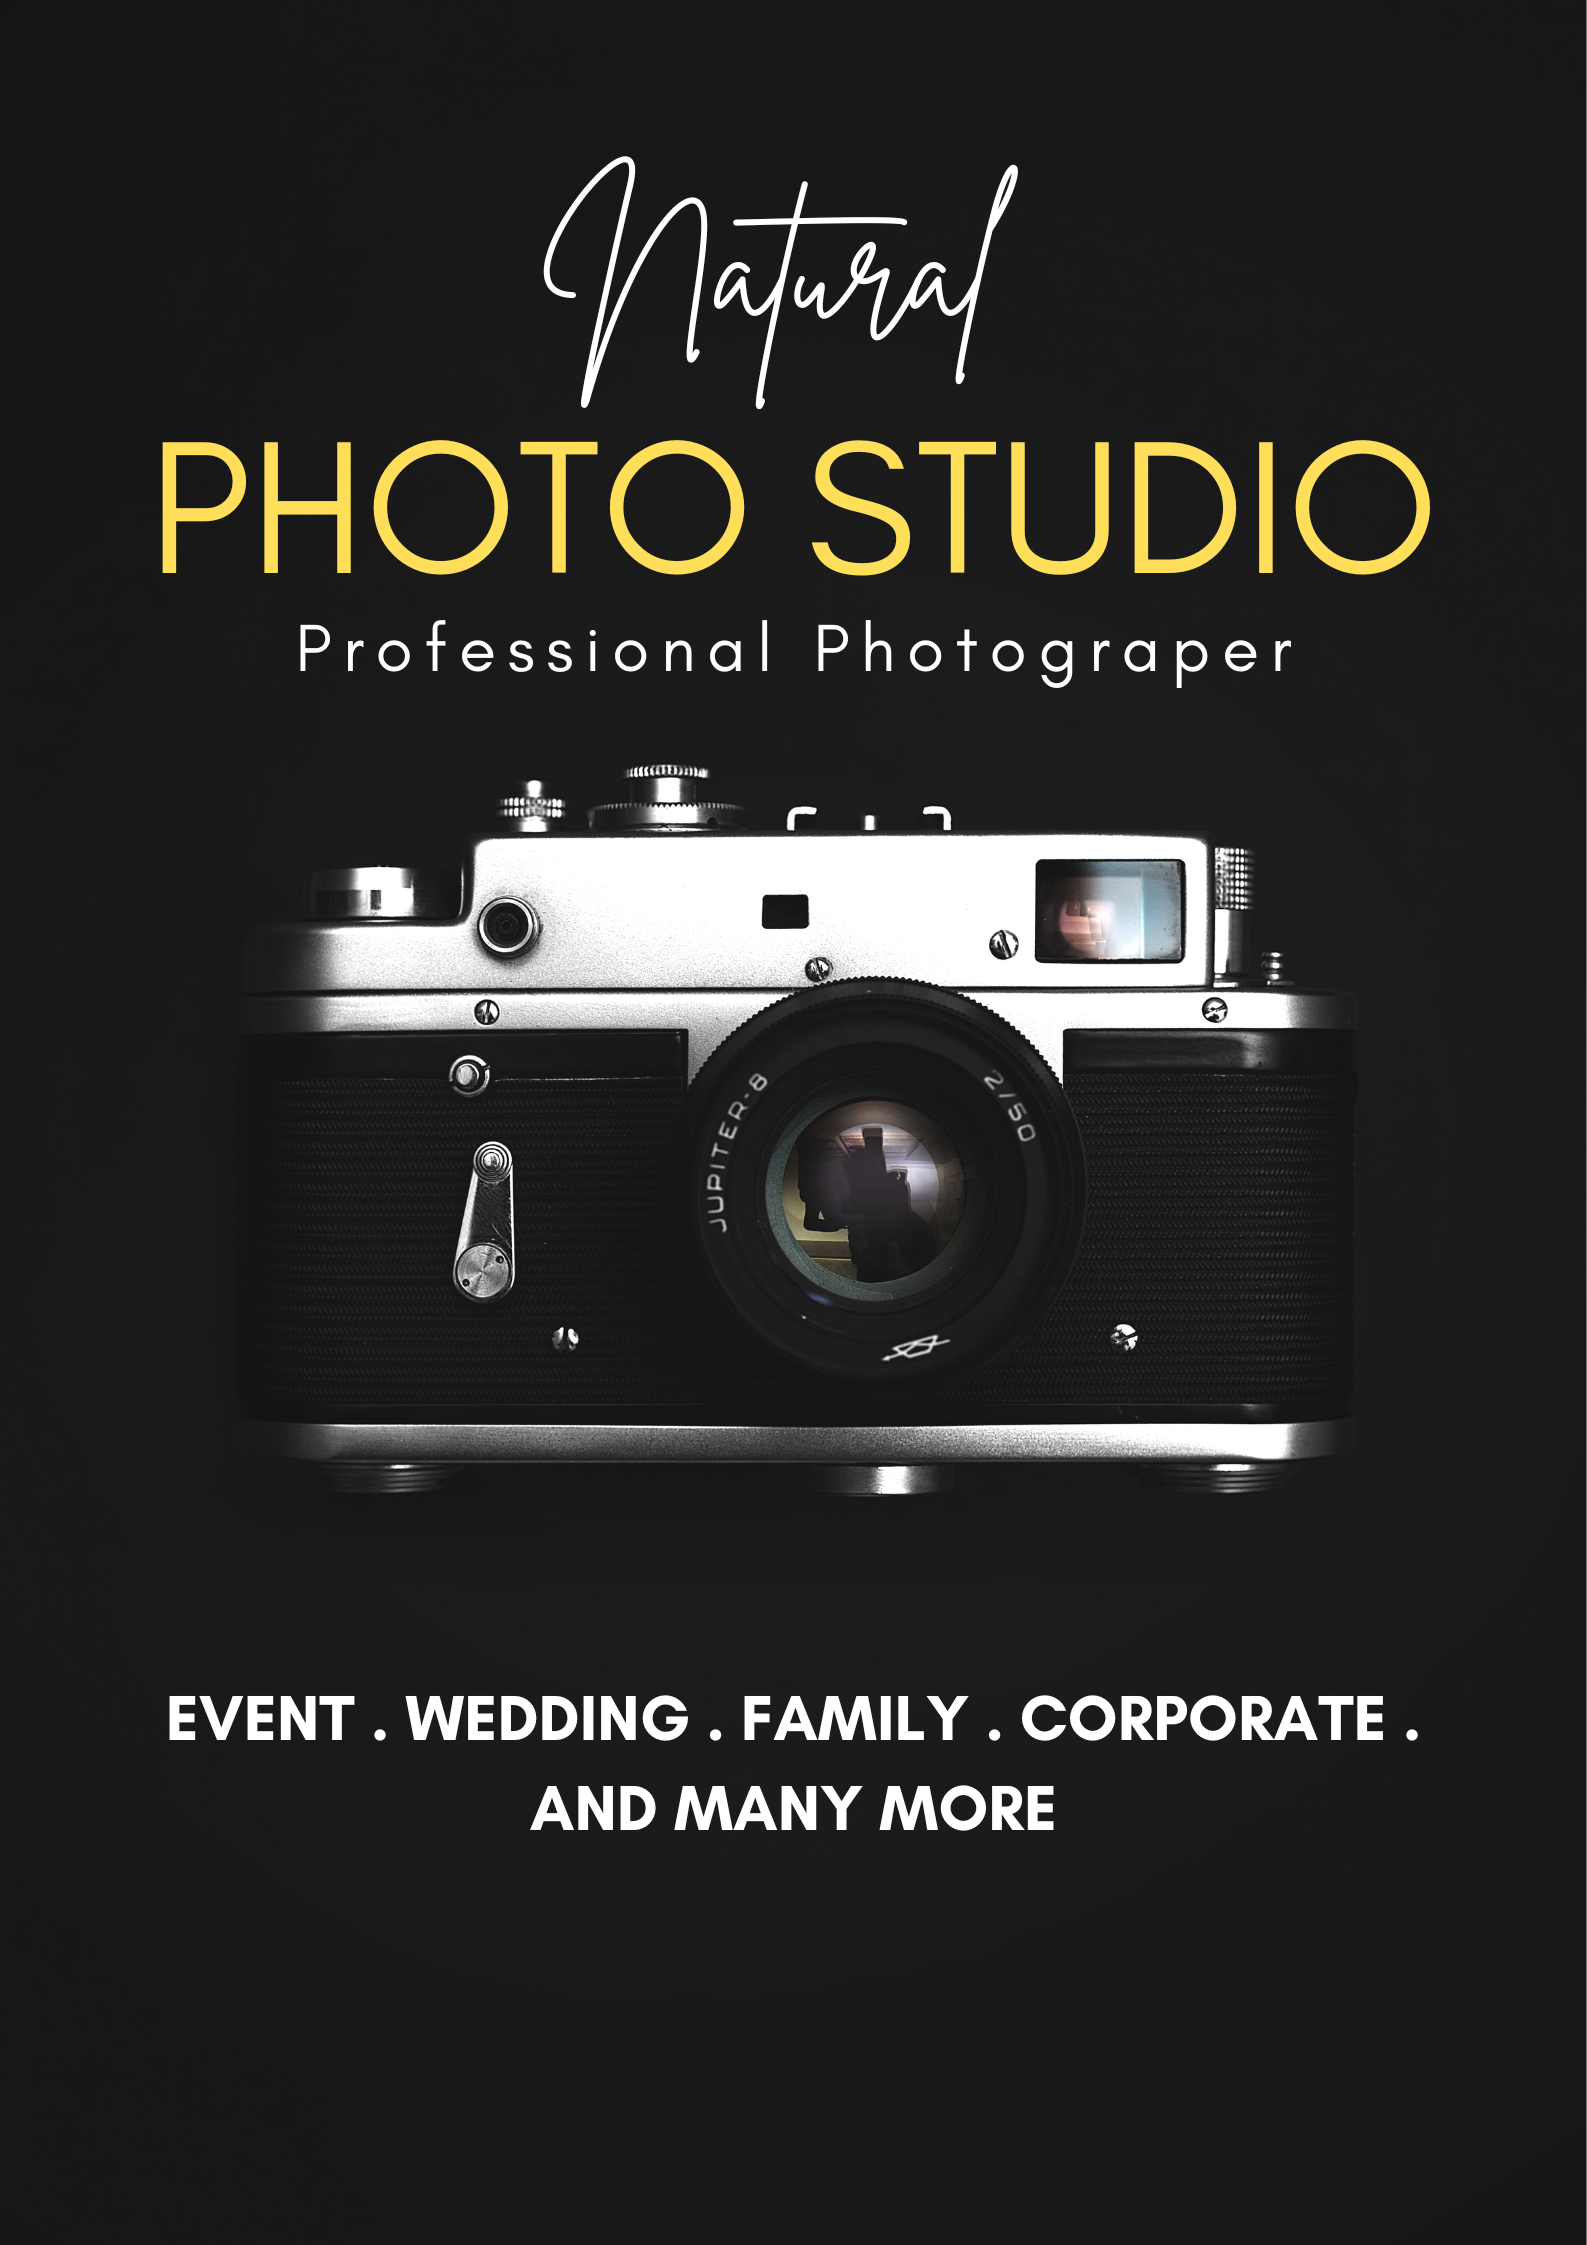 Natural
PHOTO STUDIO
Professional Photograper
JUPITER-8
2/50
EVENT . WEDDING . FAMILY . CORPORATE .
AND MANY MORE